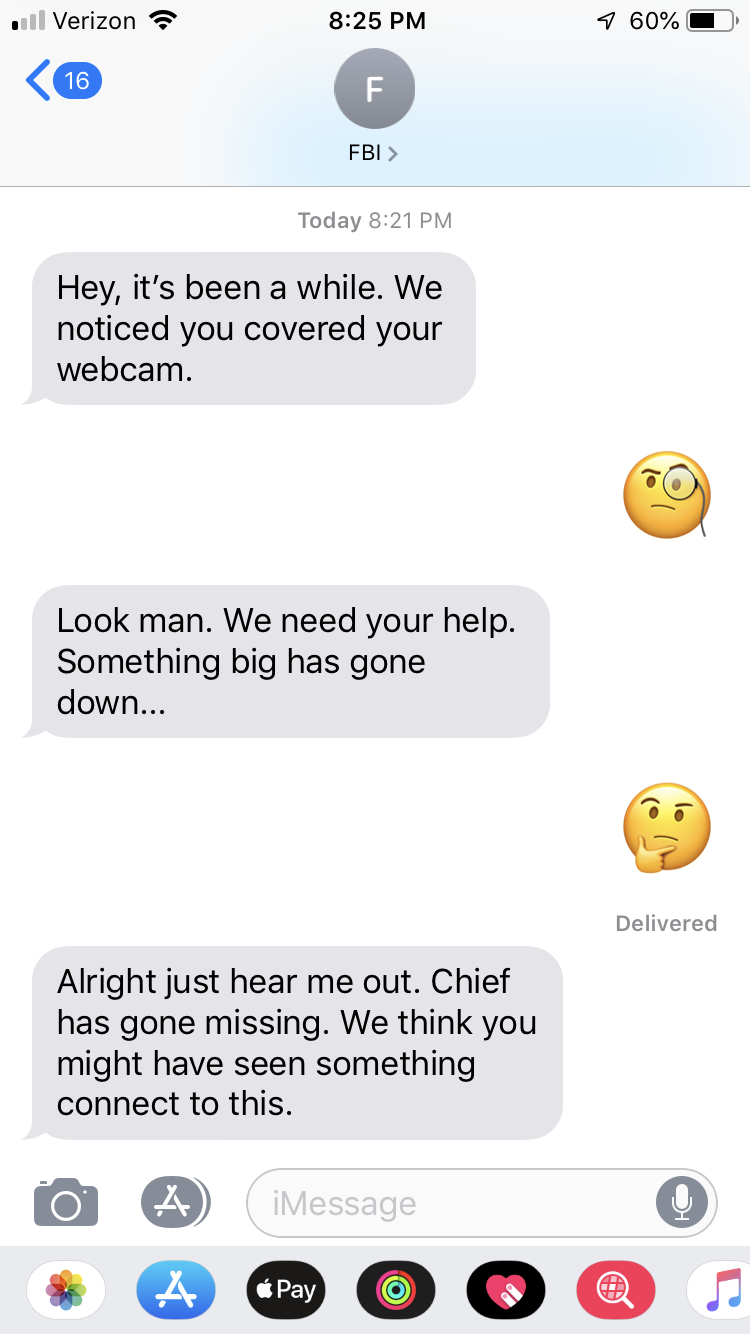 Verizon 8:25 PM 60%
16
F
FBI
Today 8:21 PM
Hey, it’s been a while. We
noticed you covered your
webcam.
Look man. We need your help.
Something big has gone
down...
Delivered
Alright just hear me out. Chief
has gone missing. We think you
might have seen something
connect to this.
iMessage
Pay